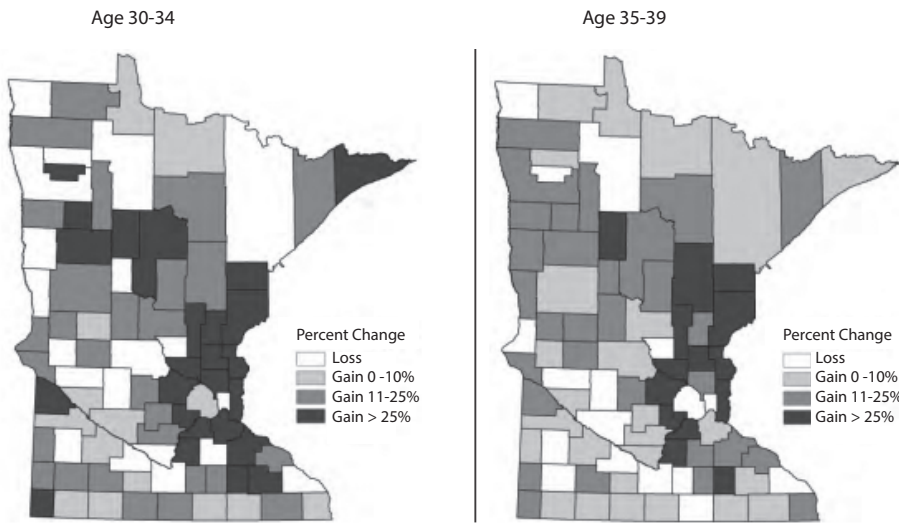 Age 30-34
Age 35-39
Percent Change
Loss
Gain 0 -10%
Gain 11-25%
Gain > 25%
Percent Change
Loss
Gain 0 -10%
Gain 11-25%
Gain > 25%